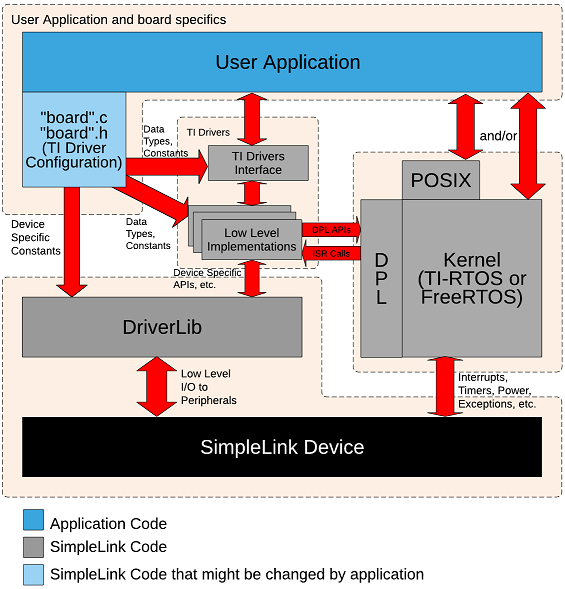 User Application and board specifics
User Application
"board".c
"board".h
(TI Driver
Configuration)
Data
Types,
Constants
TI Drivers
TI Drivers
Interface
and/or
POSIX
Device
Specific
Constants
Data
Types,
Constants
Low Level
Implementations
DPL APIs
ISR Calls
D
P
L
Kernel
(TI-RTOS or
FreeRTOS)
Device Specific
APIs, etc.
DriverLib
Low Level
I/O to
Peripherals
Interrupts,
Timers, Power,
Exceptions, etc.
SimpleLink Device
Application Code
SimpleLink Code
SimpleLink Code that might be changed by application